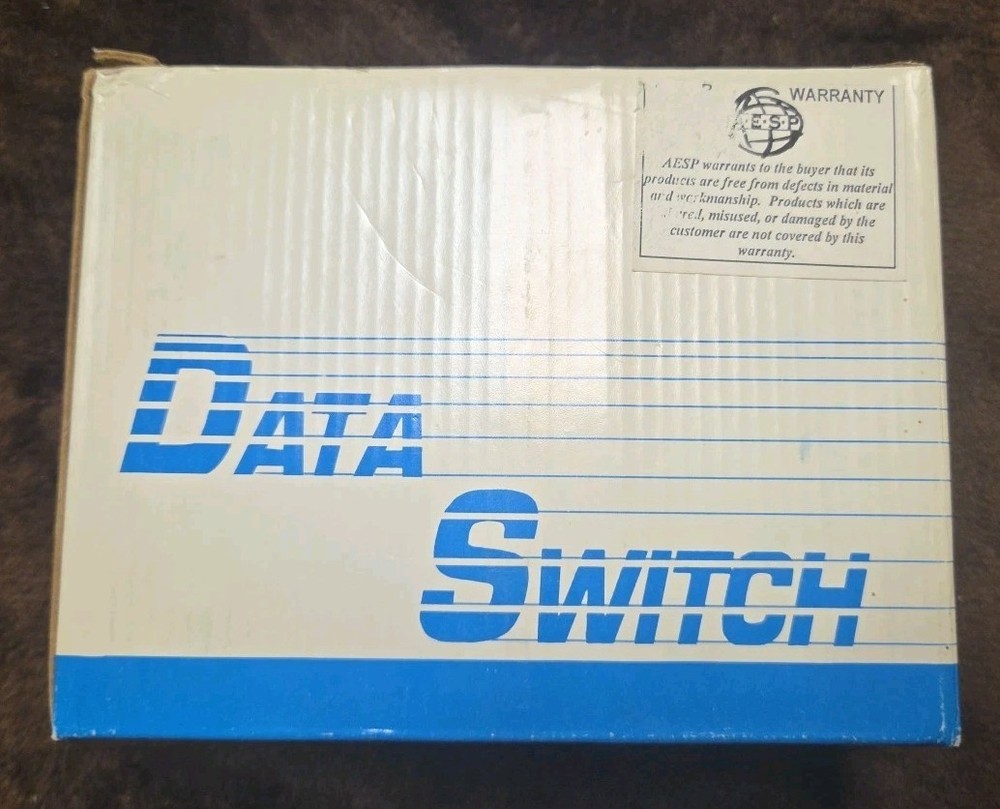 WARRANTY
A·E·S·P
AESP warrants to the buyer that its
products are free from defects in material
and workmanship. Products which are
misused, or damaged by the
customer are not covered by this
warranty.
DATA
SWITCH